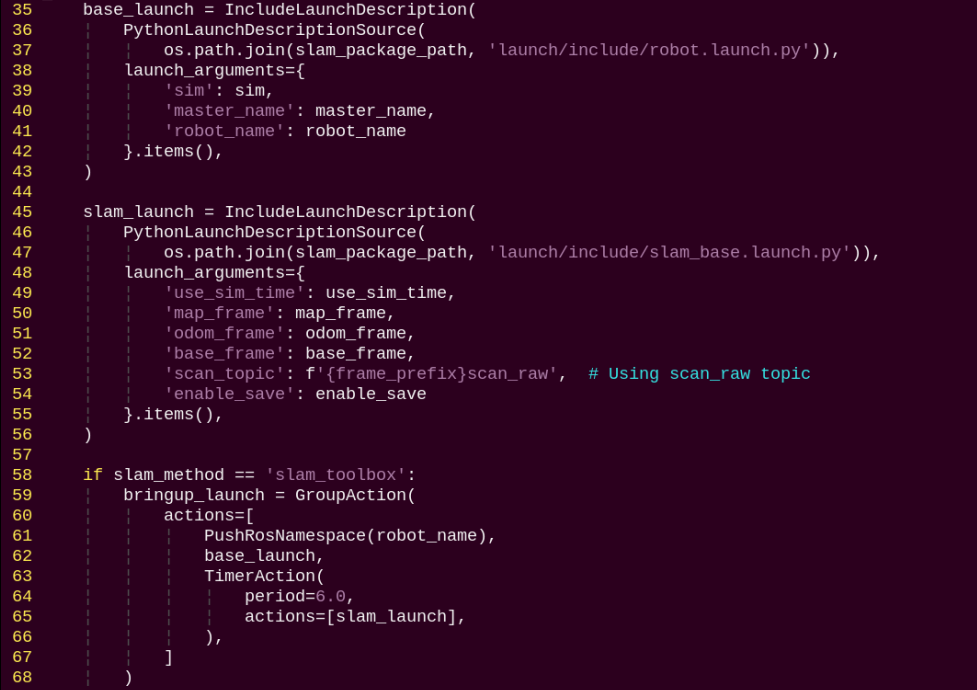 35     base_launch = IncludeLaunchDescription(
36         PythonLaunchDescriptionSource(
37             os.path.join(slam_package_path, 'launch/include/robot.launch.py')),
38         launch_arguments={
39             'sim': sim,
40             'master_name': master_name,
41             'robot_name': robot_name
42         }.items(),
43     )
44
45     slam_launch = IncludeLaunchDescription(
46         PythonLaunchDescriptionSource(
47             os.path.join(slam_package_path, 'launch/include/slam_base.launch.py')),
48         launch_arguments={
49             'use_sim_time': use_sim_time,
50             'map_frame': map_frame,
51             'odom_frame': odom_frame,
52             'base_frame': base_frame,
53             'scan_topic': f'{frame_prefix}scan_raw',  # Using scan_raw topic
54             'enable_save': enable_save
55         }.items(),
56     )
57
58     if slam_method == 'slam_toolbox':
59         bringup_launch = GroupAction(
60             actions=[
61                 PushRosNamespace(robot_name),
62                 base_launch,
63                 TimerAction(
64                     period=6.0,
65                     actions=[slam_launch],
66                 ),
67             ]
68         )